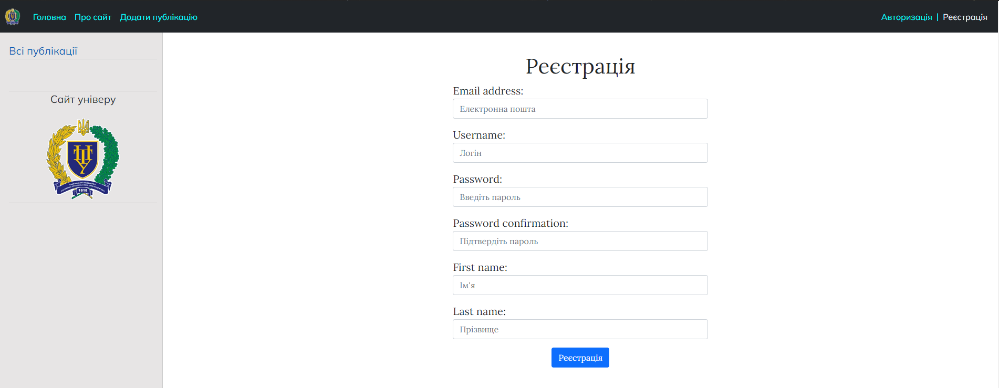 Головна Про сайт Додати публікацію Авторизація | Реєстрація
Всі публікації
Сайт універу
1818
Реєстрація
Email address:
Електронна пошта
Username:
Логін
Password:
Введіть пароль
Password confirmation:
Підтвердіть пароль
First name:
Ім'я
Last name:
Прізвище
Реєстрація